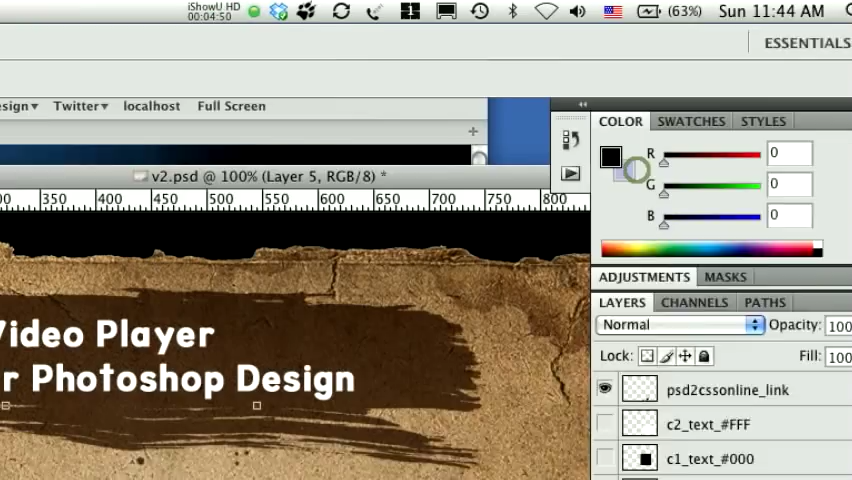 iShowU HD
00:04:50
(63%) Sun 11:44 AM
ESSENTIALS
Twitter▾ localhost Full Screen
COLOR SWATCHES STYLES
R 0
G 0
B 0
v2.psd @ 100% (Layer 5, RGB/8) *
350 400 450 500 550 600 650 700 750 800
ADJUSTMENTS MASKS
LAYERS CHANNELS PATHS
Normal Opacity: 100
Lock: Fill: 100
Video Player
r Photoshop Design
psd2cssonline_link
c2_text_#FFF
c1_text_#000